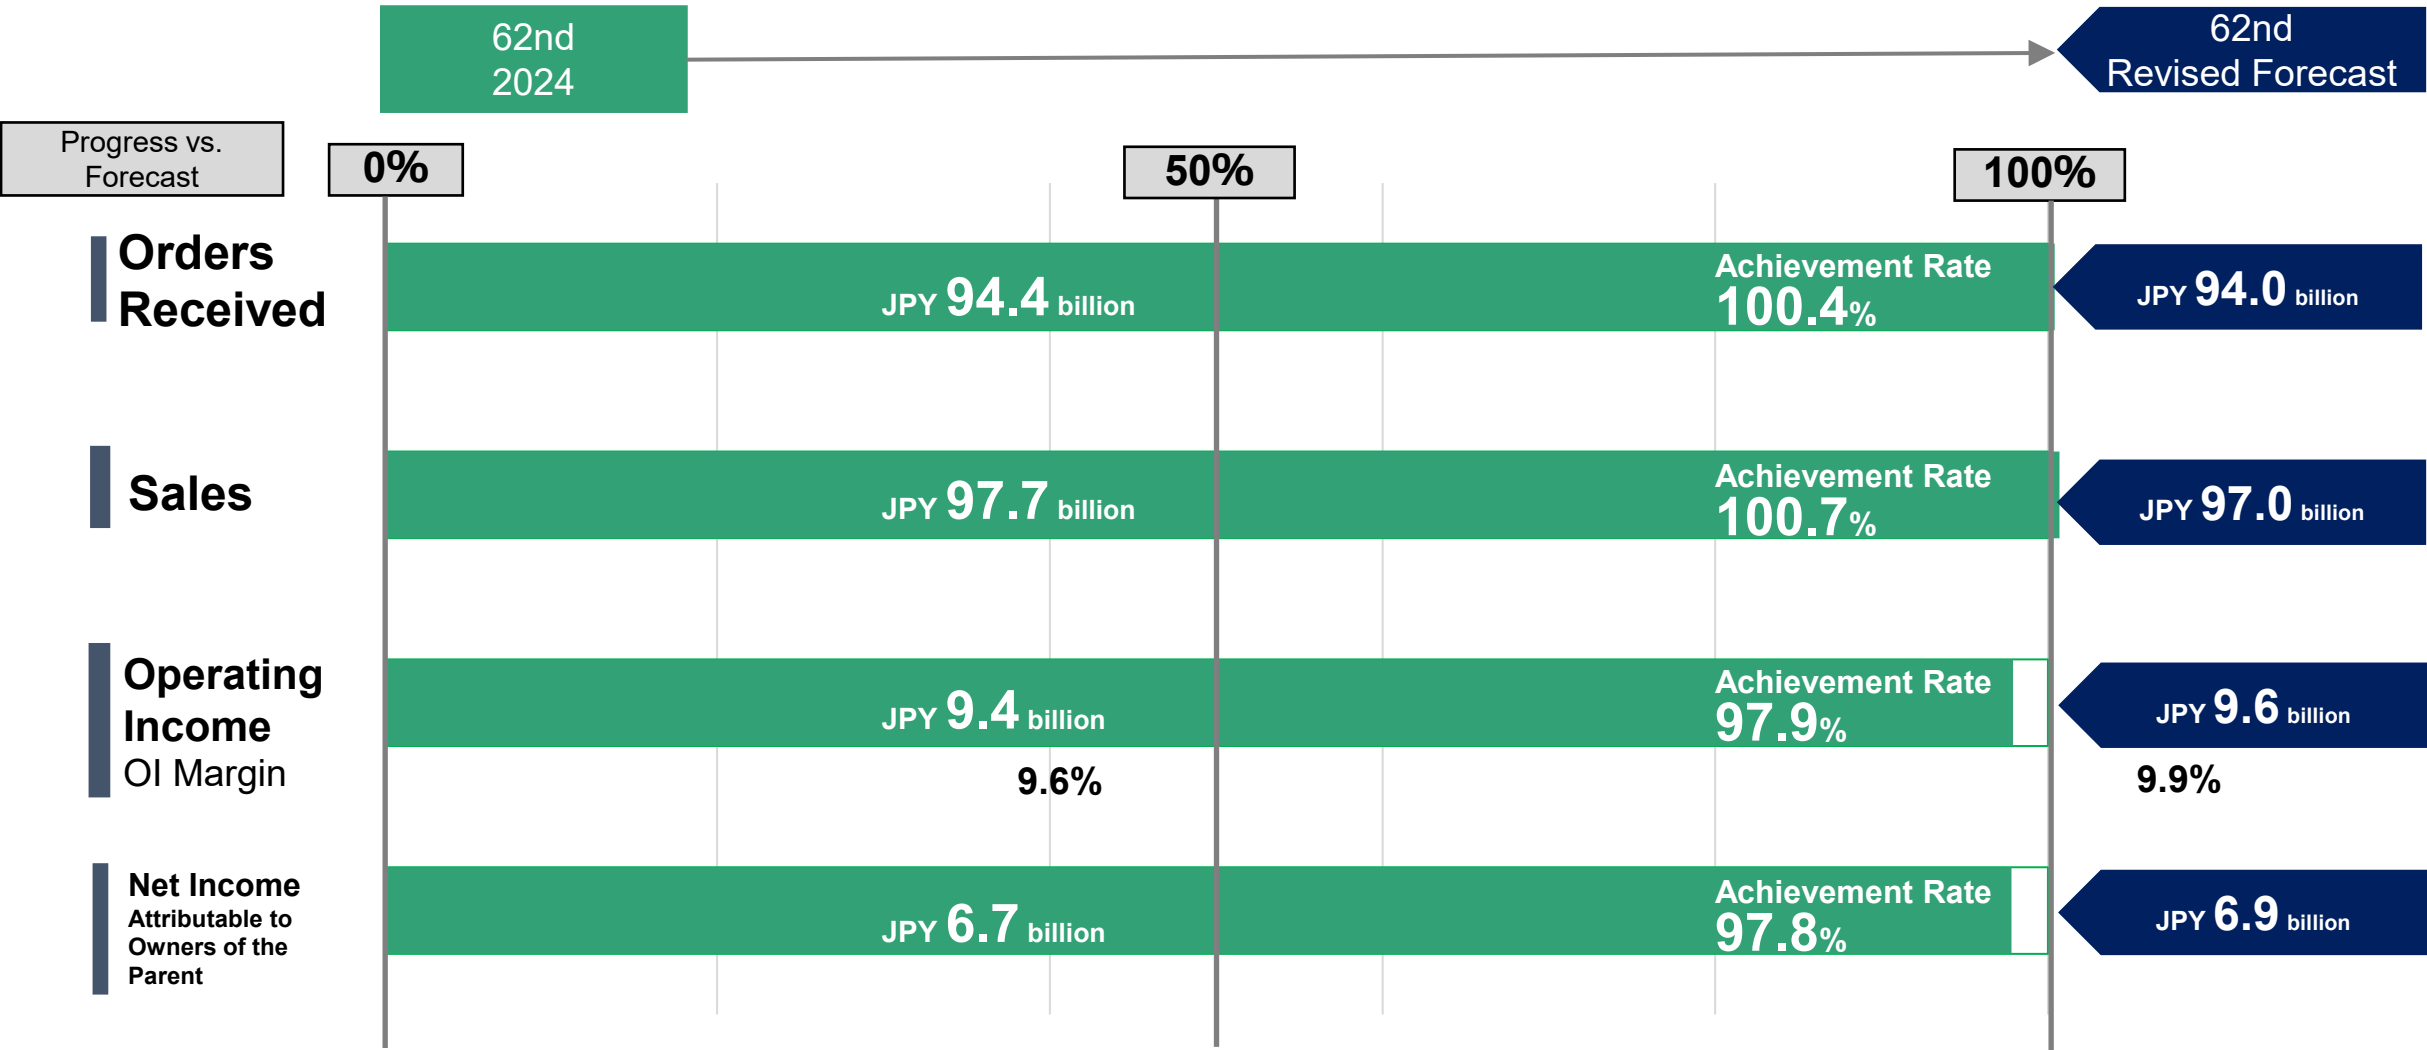 62nd
2024
62nd
Revised Forecast
Progress vs.
Forecast
0%
50%
100%
Orders
Received
JPY 94.4 billion
Achievement Rate
100.4%
JPY 94.0 billion
Sales
JPY 97.7 billion
Achievement Rate
100.7%
JPY 97.0 billion
Operating
Income
OI Margin
JPY 9.4 billion
Achievement Rate
97.9%
JPY 9.6 billion
9.6%
9.9%
Net Income
Attributable to
Owners of the
Parent
JPY 6.7 billion
Achievement Rate
97.8%
JPY 6.9 billion